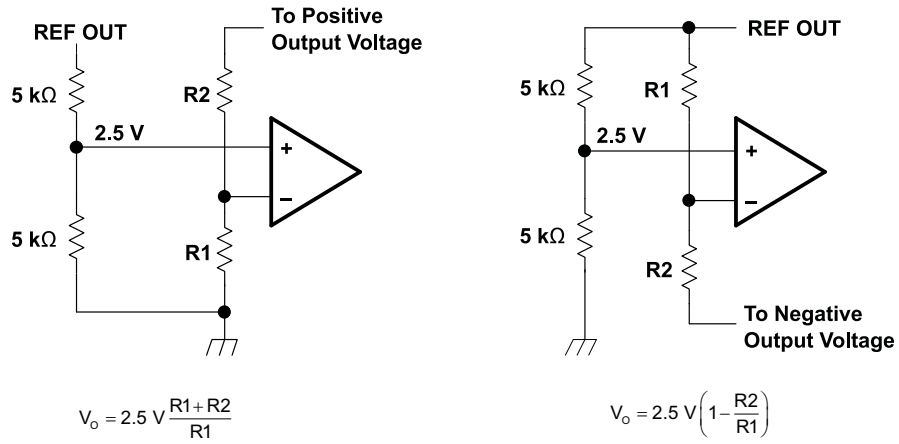 REF OUT
5 kΩ
2.5 V
5 kΩ
To Positive
Output Voltage
R2
R1
+
−
V_O = 2.5 V (R1 + R2)/R1
REF OUT
5 kΩ
R1
2.5 V
5 kΩ
R2
+
−
To Negative
Output Voltage
V_O = 2.5 V (1 − R2/R1)